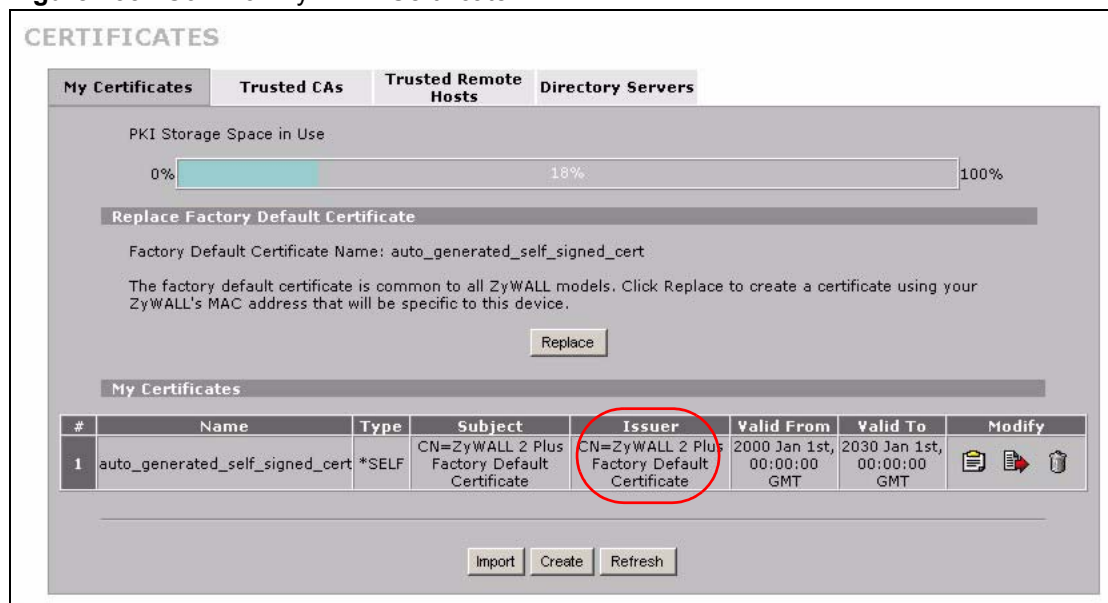 CERTIFICATES
My Certificates
Trusted CAs
Trusted Remote
Hosts
Directory Servers
PKI Storage Space in Use
0%
18%
100%
Replace Factory Default Certificate
Factory Default Certificate Name: auto_generated_self_signed_cert
The factory default certificate is common to all ZyWALL models. Click Replace to create a certificate using your
ZyWALL's MAC address that will be specific to this device.
Replace
My Certificates
# Name Type Subject Issuer Valid From Valid To Modify
1 auto_generated_self_signed_cert *SELF
CN=ZyWALL 2 Plus
Factory Default
Certificate
CN=ZyWALL 2 Plus
Factory Default
Certificate
2000 Jan 1st,
00:00:00
GMT
2030 Jan 1st,
00:00:00
GMT
Import Create Refresh